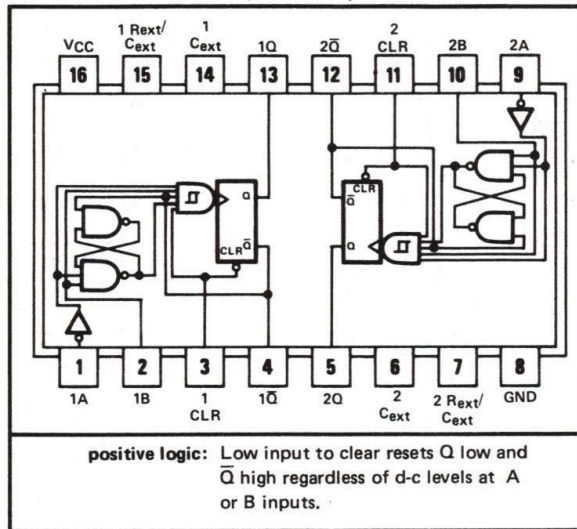 1 Rext/ 1 2
VCC Cext Cext 1Q 2Q̅ CLR 2B 2A
16 15 14 13 12 11 10 9
CLR
Q Q̅
CLR Q̅ Q
1 2 3 4 5 6 7 8
1A 1B 1 1Q̅ 2Q 2 2 Rext/ GND
CLR Cext Cext
positive logic: Low input to clear resets Q low and
Q̅ high regardless of d-c levels at A
or B inputs.